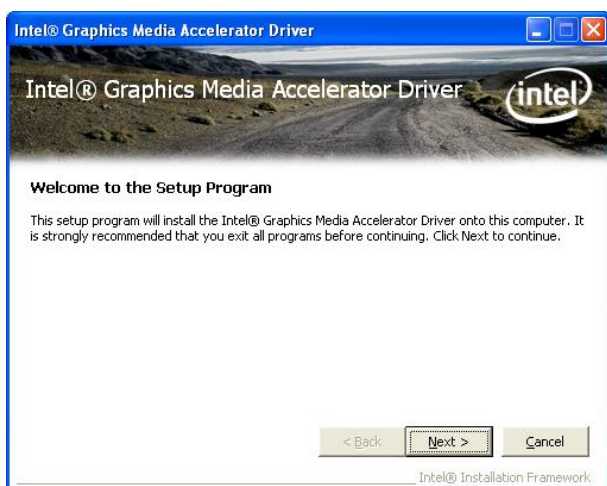 Intel® Graphics Media Accelerator Driver
Intel® Graphics Media Accelerator Driver
intel
Welcome to the Setup Program
This setup program will install the Intel® Graphics Media Accelerator Driver onto this computer. It
is strongly recommended that you exit all programs before continuing. Click Next to continue.
< Back Next > Cancel
Intel® Installation Framework